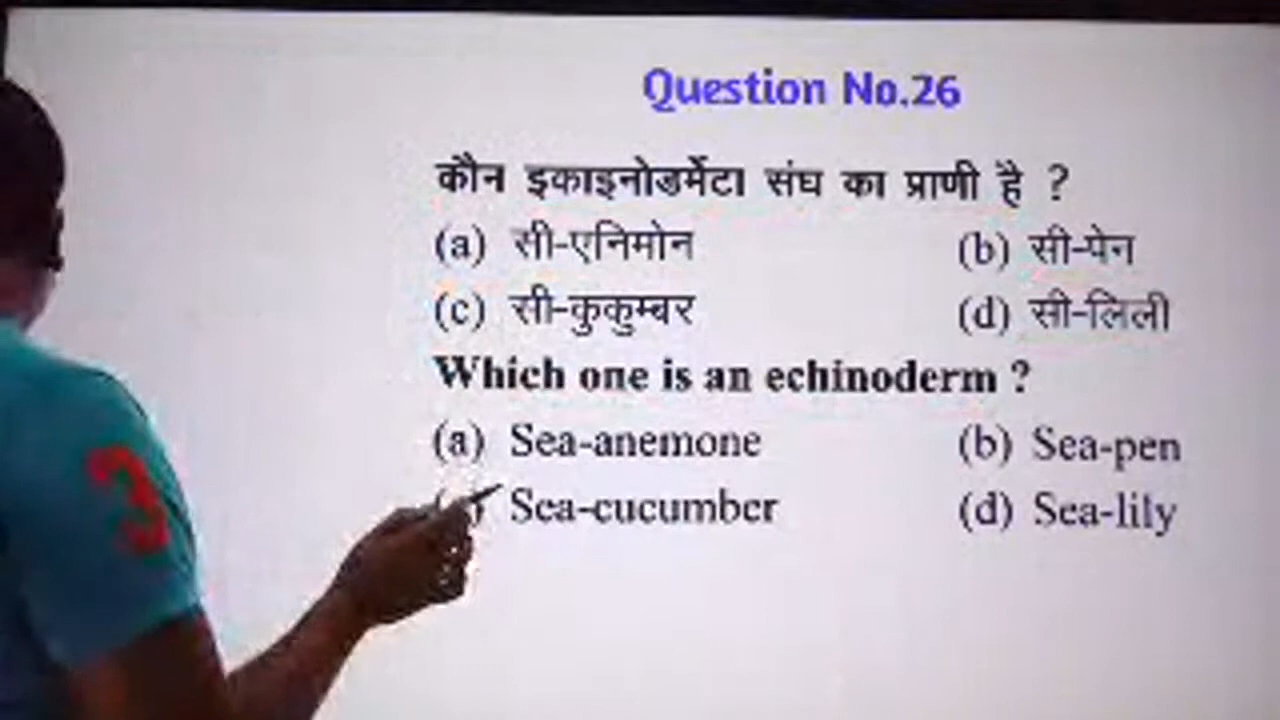 Question No.26
कौन इकाइनोडर्मेटा संघ का प्राणी है ?
(a) सी-एनिमोन (b) सी-पेन
(c) सी-कुकुम्बर (d) सी-लिली
Which one is an echinoderm ?
(a) Sea-anemone (b) Sea-pen
Sea-cucumber (d) Sea-lily
3